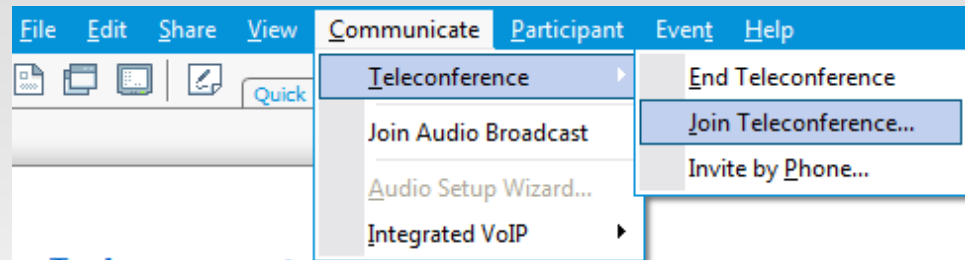 File Edit Share View Communicate Participant Event Help
Quick
Teleconference
Join Audio Broadcast
Audio Setup Wizard...
Integrated VoIP
End Teleconference
Join Teleconference...
Invite by Phone...